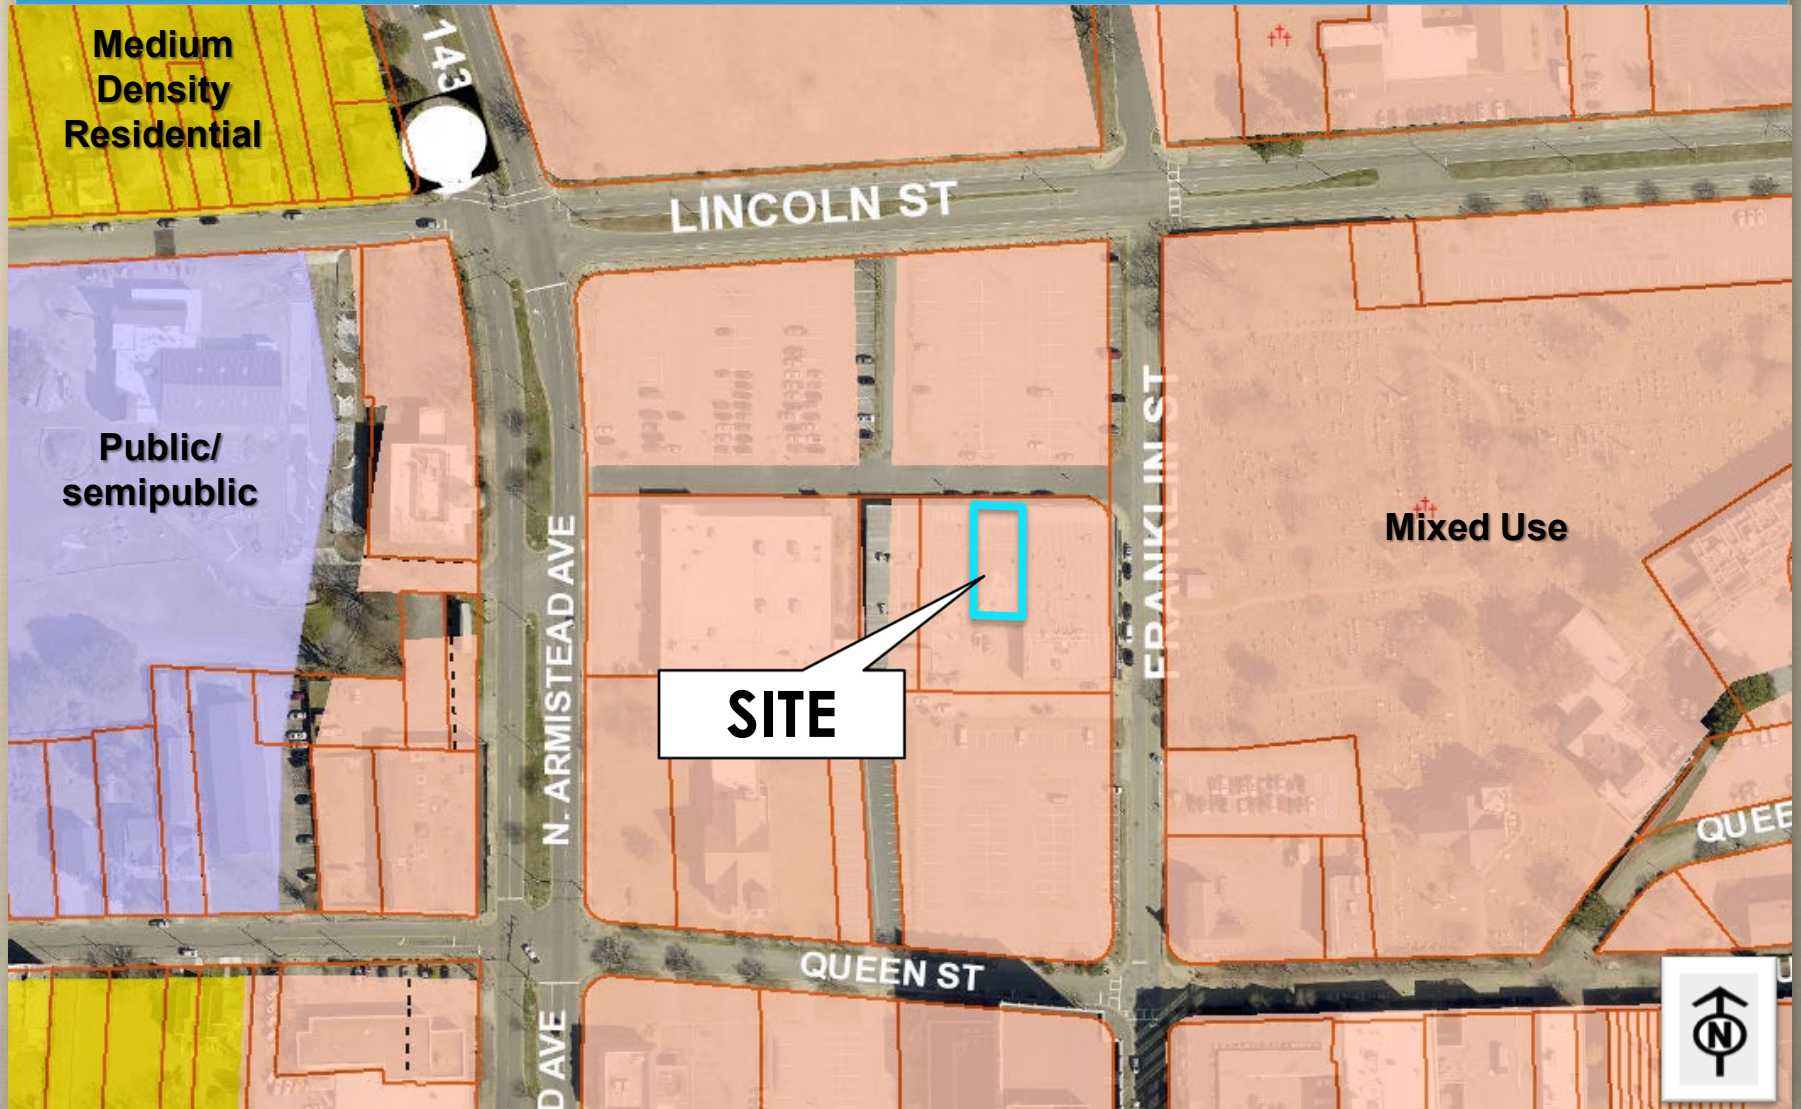 Medium
Density
Residential
143
LINCOLN ST
Public/
semipublic
FRANKLIN ST
Mixed Use
N. ARMISTEAD AVE
SITE
QUEE
QUEEN ST
U
D AVE
N